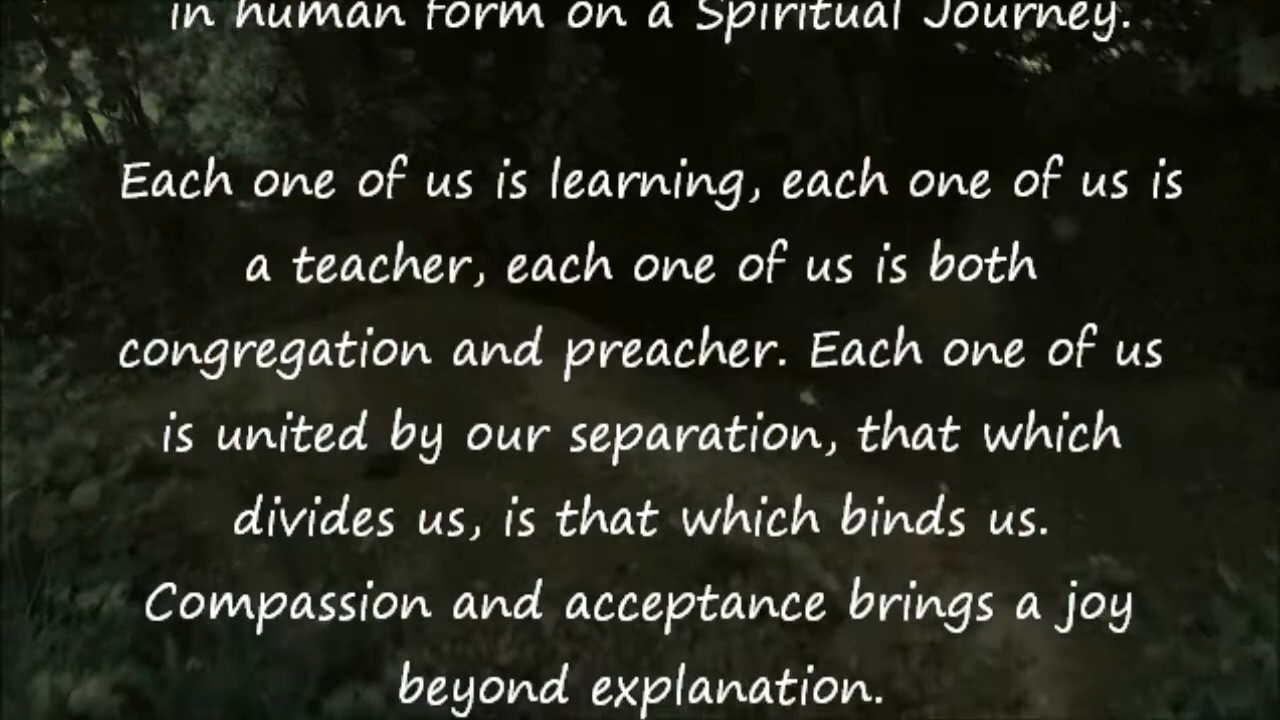 in human form on a Spiritual Journey.
Each one of us is learning, each one of us is
a teacher, each one of us is both
congregation and preacher. Each one of us
is united by our separation, that which
divides us, is that which binds us.
Compassion and acceptance brings a joy
beyond explanation.